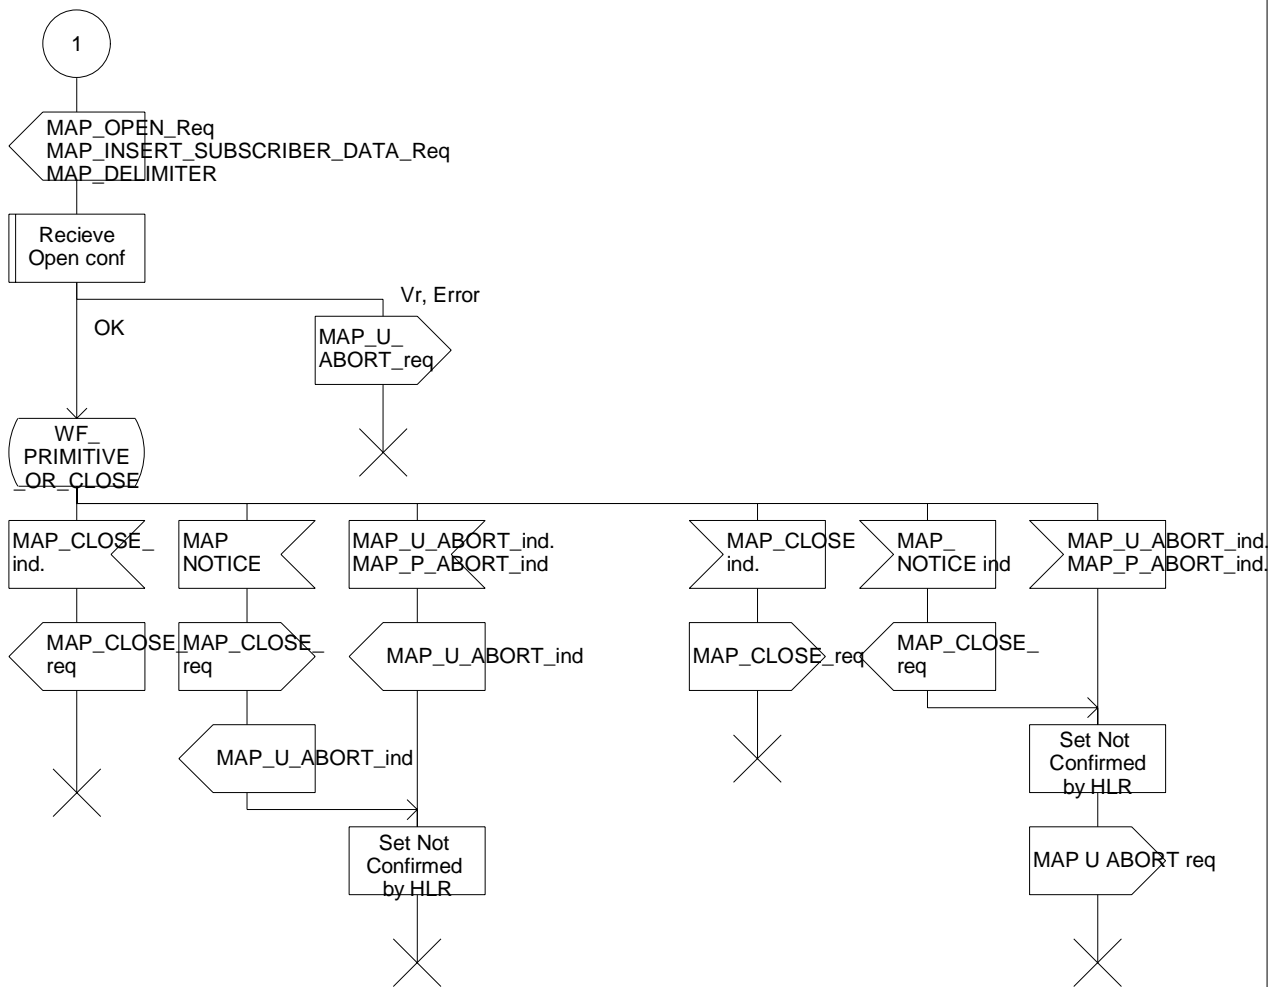 1
MAP_OPEN_Req
MAP_INSERT_SUBSCRIBER_DATA_Req
MAP_DELIMITER
Recieve
Open conf
Vr, Error
OK
MAP_U_
ABORT_req
WF_
PRIMITIVE
_OR_CLOSE
MAP_CLOSE_
ind.
MAP
NOTICE
MAP_U_ABORT_ind.
MAP_P_ABORT_ind
MAP_CLOSE
ind.
MAP_
NOTICE ind
MAP_U_ABORT_ind.
MAP_P_ABORT_ind.
MAP_CLOSE_
req
MAP_CLOSE_
req
MAP_U_ABORT_ind
MAP_CLOSE_req
MAP_CLOSE_
req
MAP_U_ABORT_ind
Set Not
Confirmed
by HLR
Set Not
Confirmed
by HLR
MAP U ABORT req